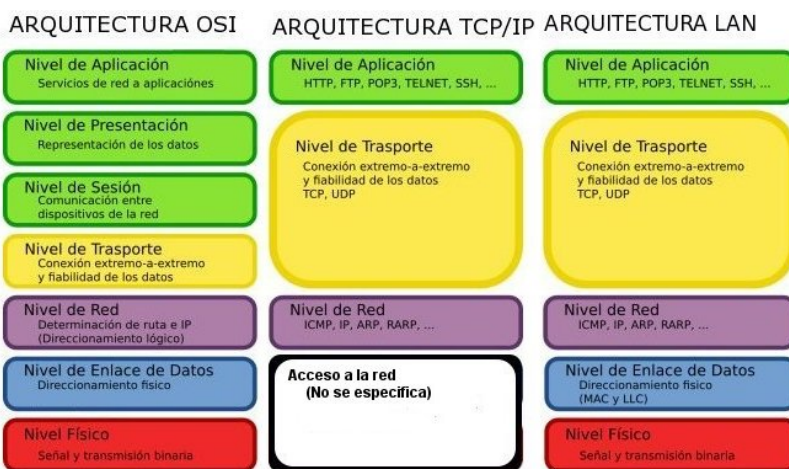 ARQUITECTURA OSI
Nivel de Aplicación
Servicios de red a aplicaciónes
Nivel de Presentación
Representación de los datos
Nivel de Sesión
Comunicación entre
dispositivos de la red
Nivel de Trasporte
Conexión extremo-a-extremo
y fiabilidad de los datos
Nivel de Red
Determinación de ruta e IP
(Direccionamiento lógico)
Nivel de Enlace de Datos
Direccionamiento fisico
Nivel Físico
Señal y transmisión binaria
ARQUITECTURA TCP/IP
Nivel de Aplicación
HTTP, FTP, POP3, TELNET, SSH, ...
Nivel de Trasporte
Conexión extremo-a-extremo
y fiabilidad de los datos
TCP, UDP
Nivel de Red
ICMP, IP, ARP, RARP, ...
Acceso a la red
(No se especifica)
ARQUITECTURA LAN
Nivel de Aplicación
HTTP, FTP, POP3, TELNET, SSH, ...
Nivel de Trasporte
Conexión extremo-a-extremo
y fiabilidad de los datos
TCP, UDP
Nivel de Red
ICMP, IP, ARP, RARP, ...
Nivel de Enlace de Datos
Direccionamiento fisico
(MAC y LLC)
Nivel Físico
Señal y transmisión binaria